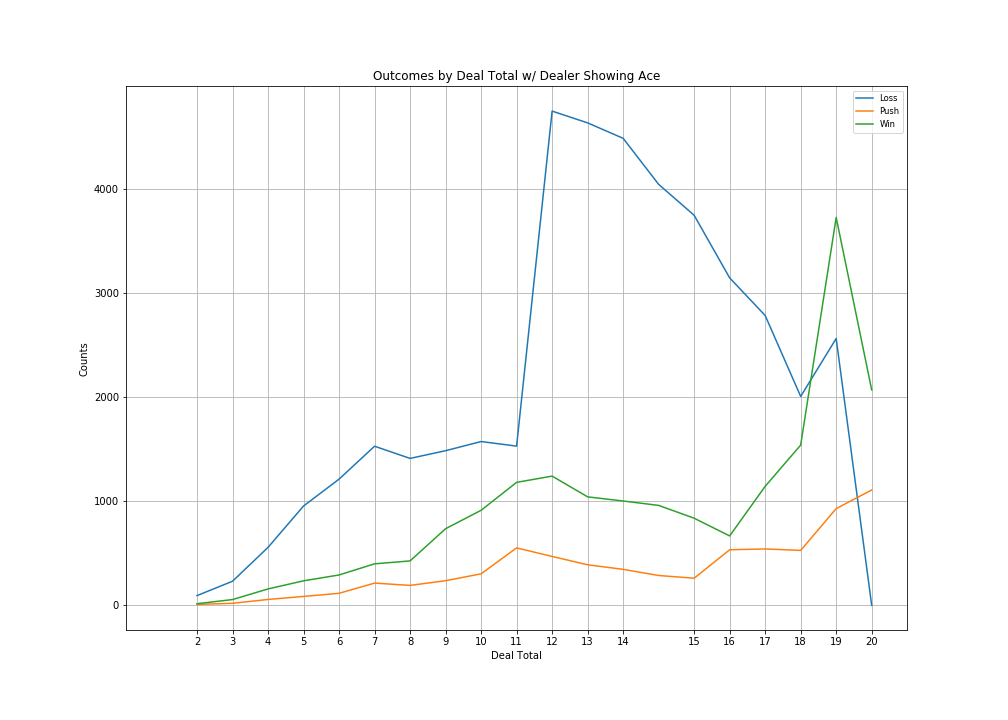 Outcomes by Deal Total w/ Dealer Showing Ace
Loss
Push
Win
Counts
4000
3000
2000
1000
0
2 3 4 5 6 7 8 9 10 11 12 13 14 15 16 17 18 19 20
Deal Total